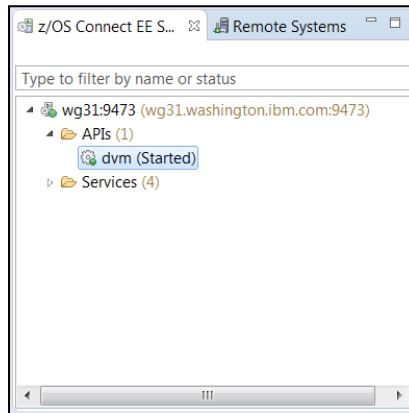 z/OS Connect EE S... Remote Systems
Type to filter by name or status
wg31:9473 (wg31.washington.ibm.com:9473)
APIs (1)
dvm (Started)
Services (4)